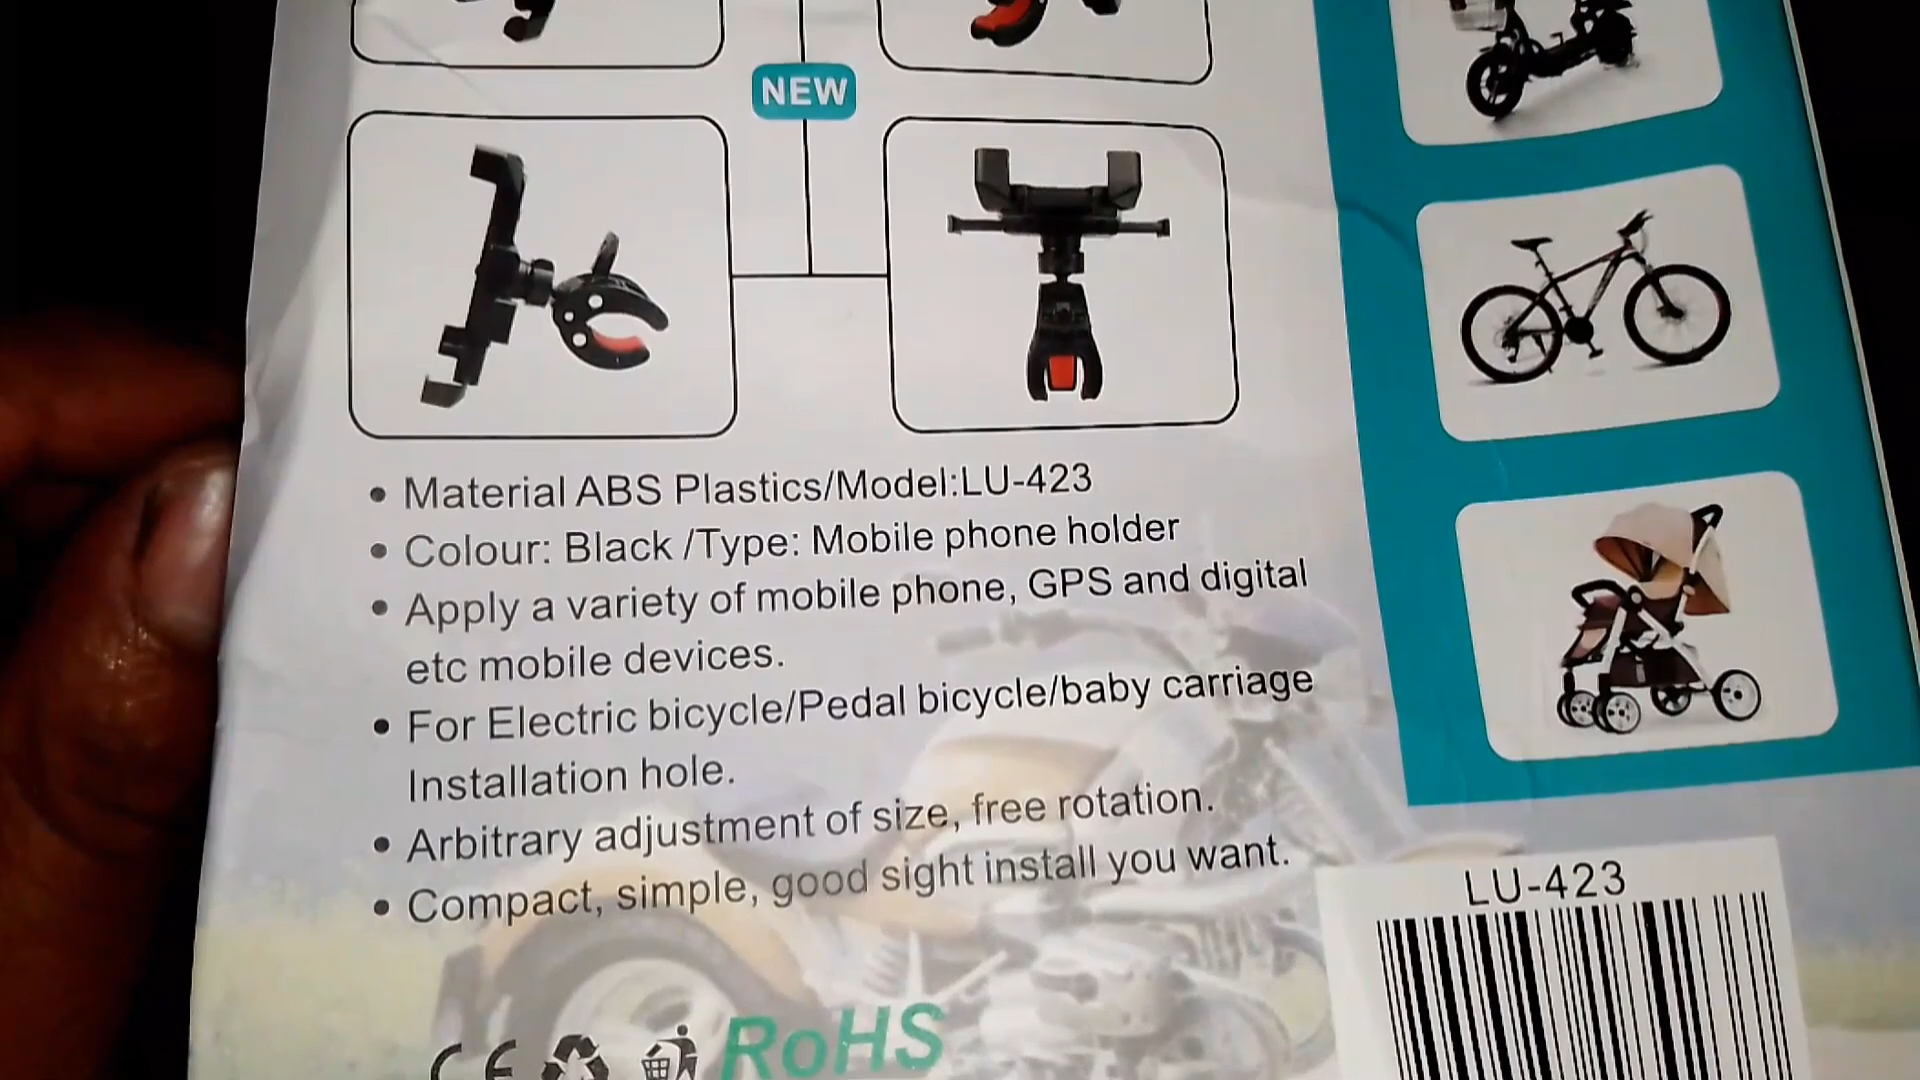 NEW
• Material ABS Plastics/Model:LU-423
• Colour: Black /Type: Mobile phone holder
• Apply a variety of mobile phone, GPS and digital
etc mobile devices.
• For Electric bicycle/Pedal bicycle/baby carriage
Installation hole.
• Arbitrary adjustment of size, free rotation.
• Compact, simple, good sight install you want.
LU-423
CE RoHS